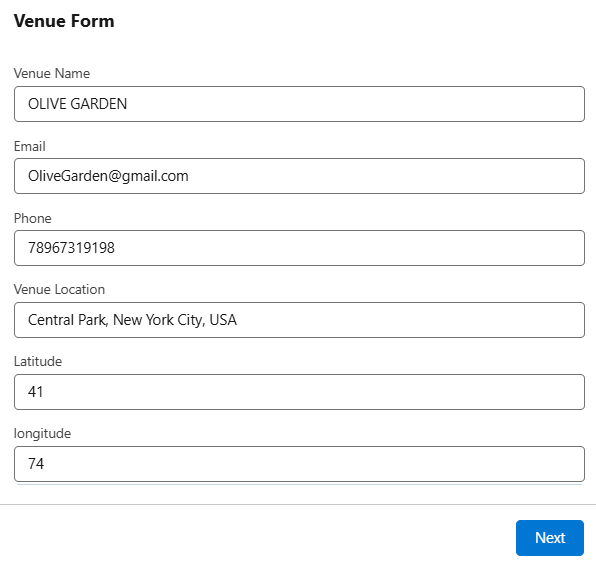 Venue Form
Venue Name
OLIVE GARDEN
Email
OliveGarden@gmail.com
Phone
78967319198
Venue Location
Central Park, New York City, USA
Latitude
41
longitude
74
Next